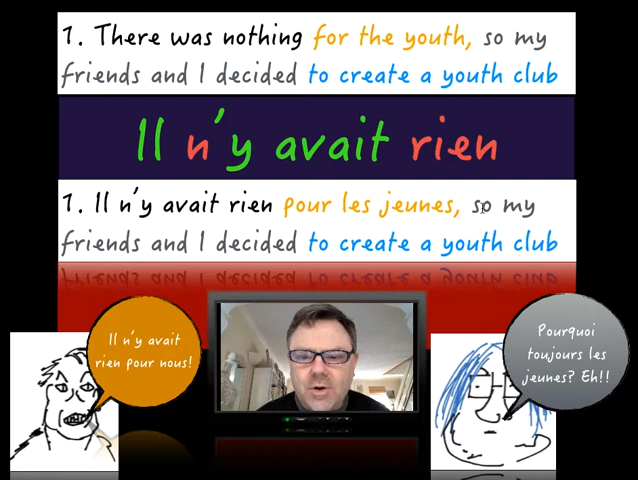 1. There was nothing for the youth, so my
friends and I decided to create a youth club
Il n'y avait rien
1. Il n'y avait rien pour les jeunes, so my
friends and I decided to create a youth club
Il n'y avait
rien pour nous!
Pourquoi
toujours les
jeunes? Eh!!